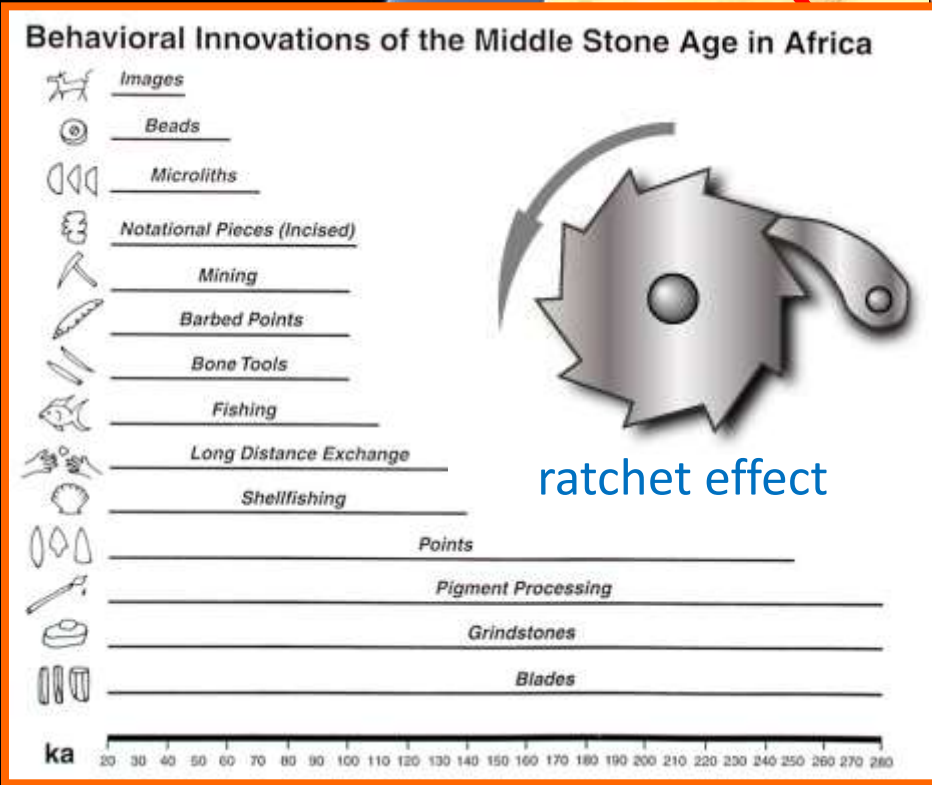 Behavioral Innovations of the Middle Stone Age in Africa
Images
Beads
Microliths
Notational Pieces (Incised)
Mining
Barbed Points
Bone Tools
Fishing
Long Distance Exchange
ratchet effect
Shellfishing
Points
Pigment Processing
Grindstones
Blades
ka 20 30 40 50 60 70 80 90 100 110 120 130 140 150 160 170 180 190 200 210 220 230 240 250 260 270 280